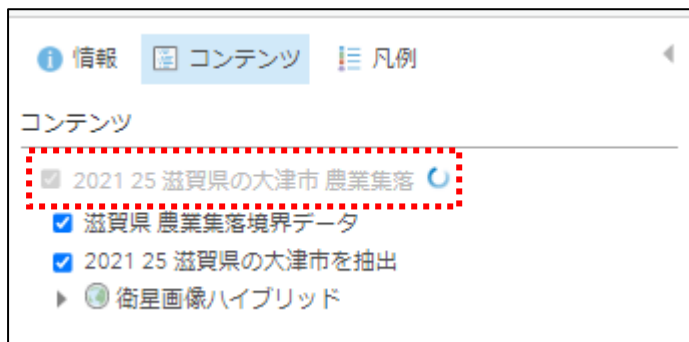 情報 コンテンツ 凡例
コンテンツ
2021 25 滋賀県の大津市 農業集落
滋賀県 農業集落境界データ
2021 25 滋賀県の大津市を抽出
衛星画像ハイブリッド